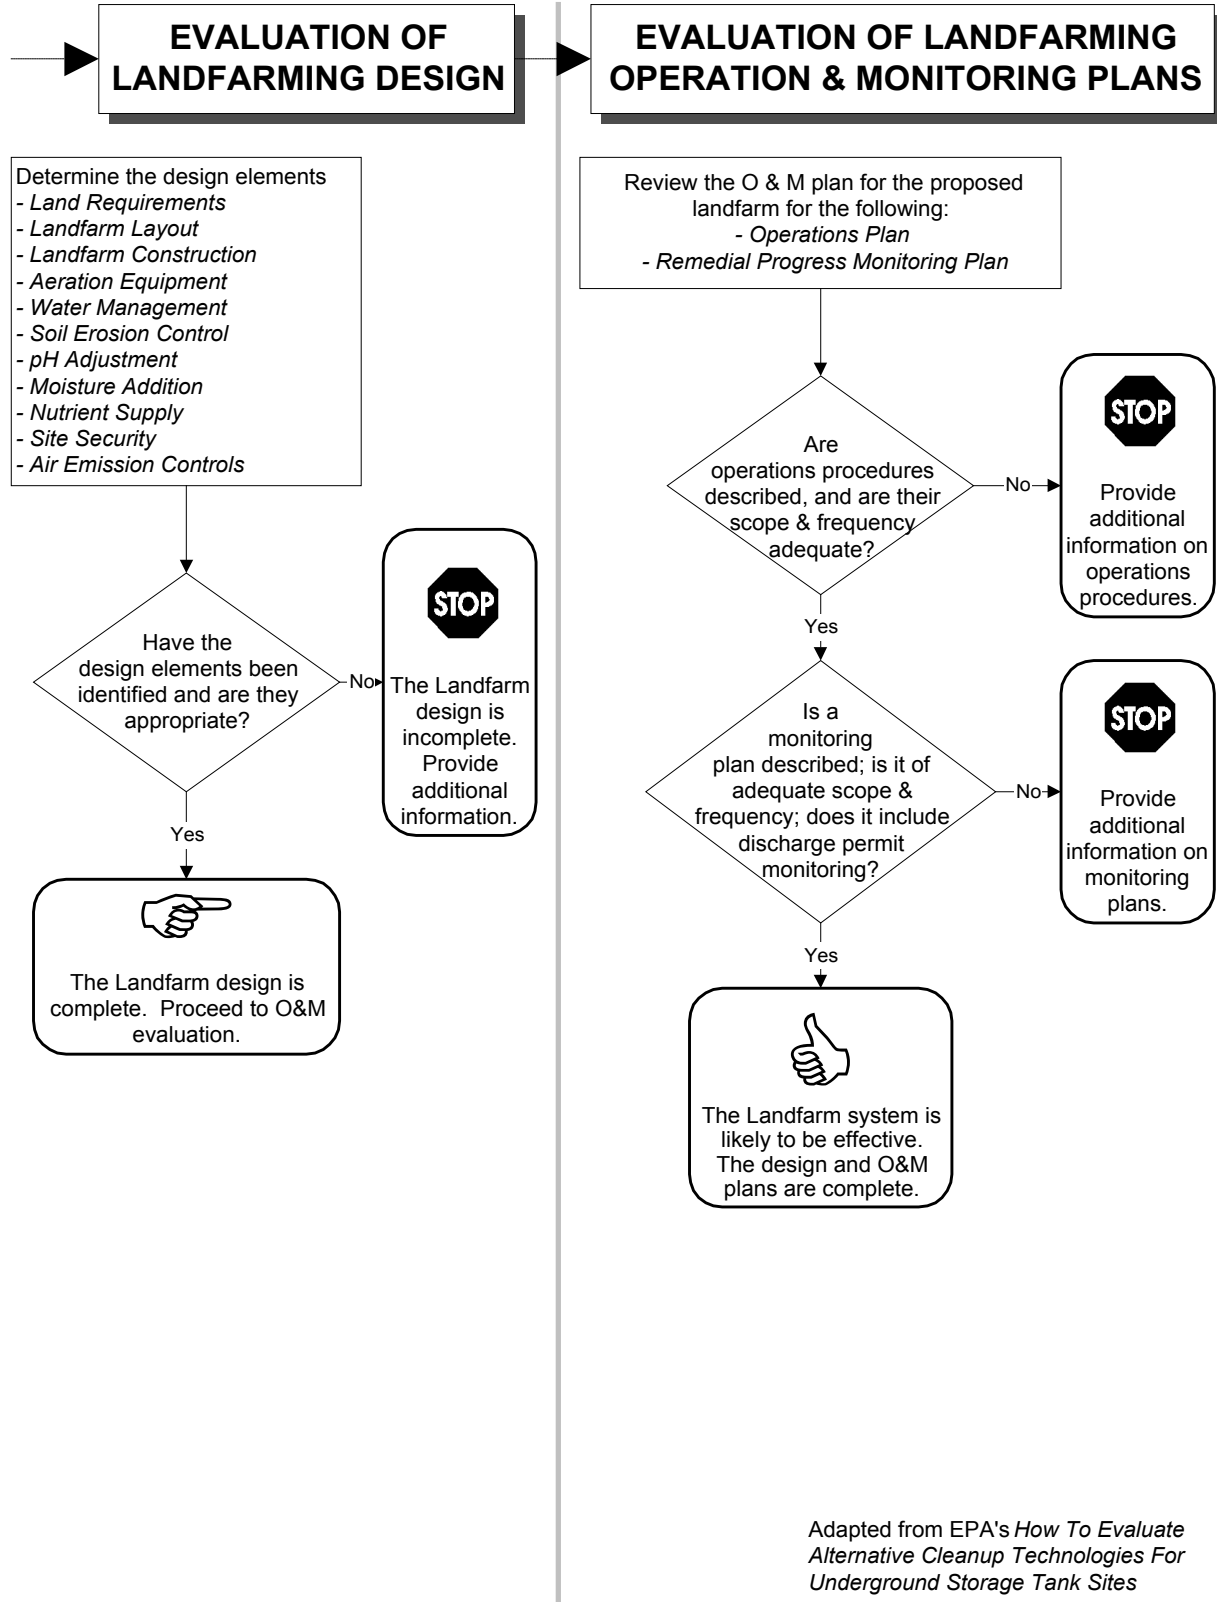 EVALUATION OF
LANDFARMING DESIGN
Determine the design elements
- Land Requirements
- Landfarm Layout
- Landfarm Construction
- Aeration Equipment
- Water Management
- Soil Erosion Control
- pH Adjustment
- Moisture Addition
- Nutrient Supply
- Site Security
- Air Emission Controls
Have the
design elements been
identified and are they
appropriate?
No
STOP
The Landfarm
design is
incomplete.
Provide
additional
information.
Yes
The Landfarm design is
complete.  Proceed to O&M
evaluation.
EVALUATION OF LANDFARMING
OPERATION & MONITORING PLANS
Review the O & M plan for the proposed
landfarm for the following:
- Operations Plan
- Remedial Progress Monitoring Plan
Are
operations procedures
described, and are their
scope & frequency
adequate?
No
STOP
Provide
additional
information on
operations
procedures.
Yes
Is a
monitoring
plan described; is it of
adequate scope &
frequency; does it include
discharge permit
monitoring?
No
STOP
Provide
additional
information on
monitoring
plans.
Yes
The Landfarm system is
likely to be effective.
The design and O&M
plans are complete.
Adapted from EPA's How To Evaluate
Alternative Cleanup Technologies For
Underground Storage Tank Sites